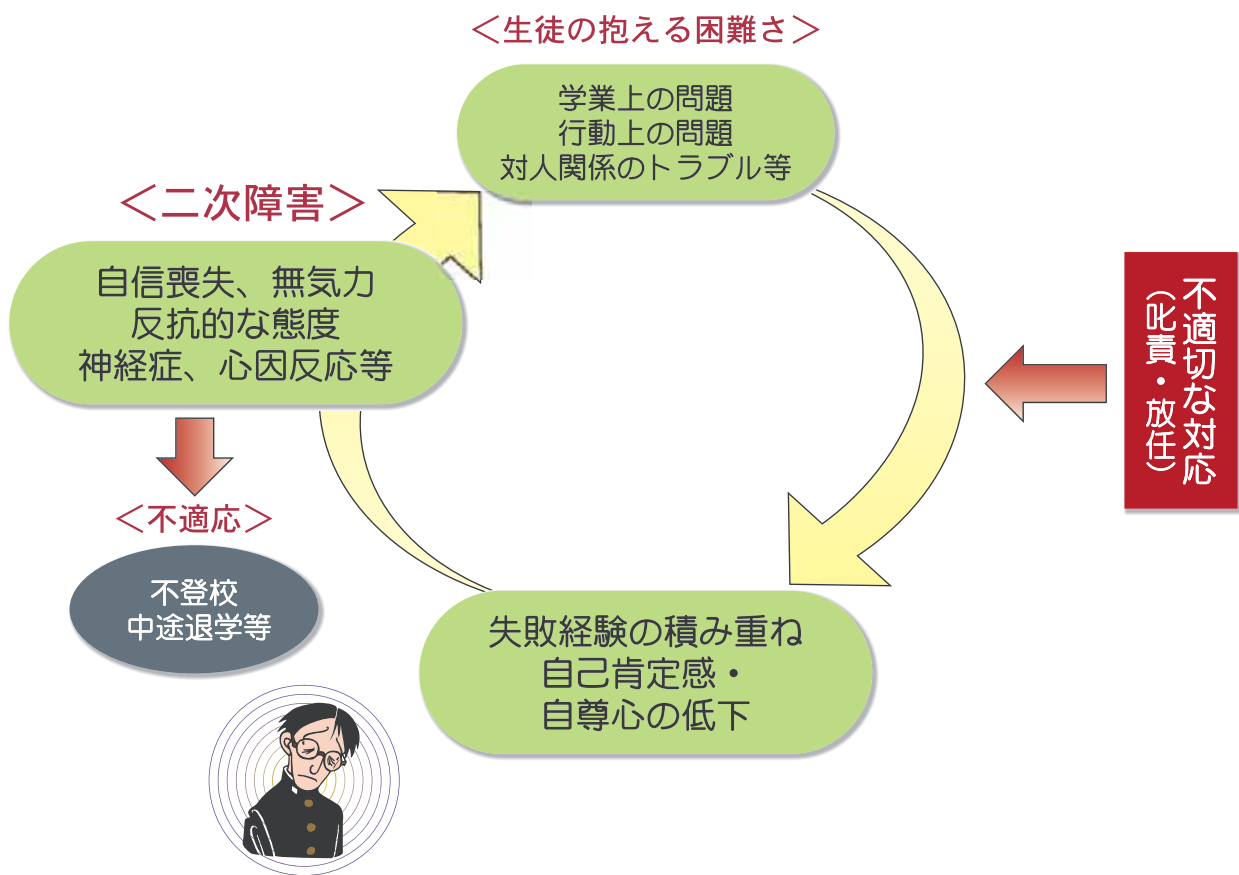 ＜生徒の抱える困難さ＞
学業上の問題
行動上の問題
対人関係のトラブル等
＜二次障害＞
自信喪失、無気力
反抗的な態度
神経症、心因反応等
不適切な対応
（叱責・放任）
＜不適応＞
不登校
中途退学等
失敗経験の積み重ね
自己肯定感・
自尊心の低下